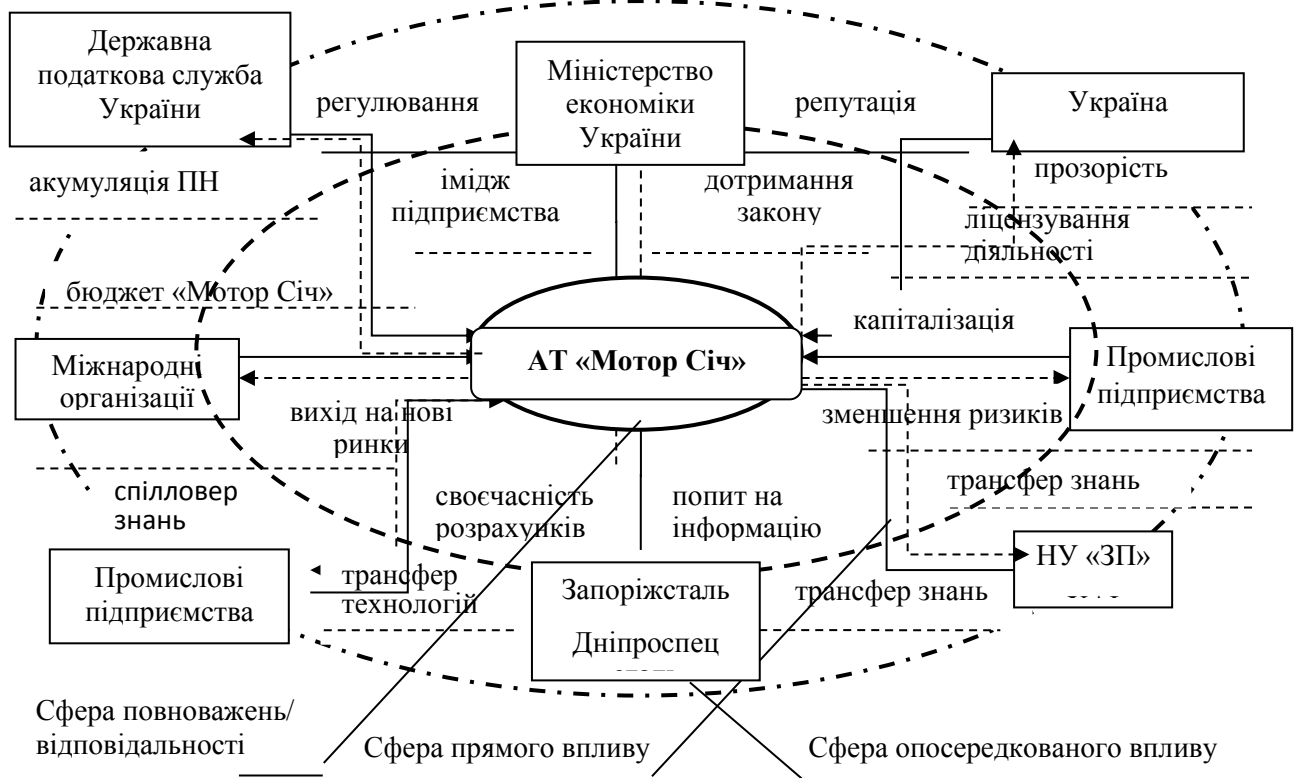 Державна
податкова служба
України
регулювання
Міністерство
економіки
України
репутація
Україна
акумуляція ПН
імідж
підприємства
дотримання
закону
прозорість
ліцензування
діяльності
бюджет «Мотор Січ»
капіталізація
Міжнародні
організації
АТ «Мотор Січ»
Промислові
підприємства
вихід на нові
ринки
зменшення ризиків
спілловер
знань
своєчасність
розрахунків
попит на
інформацію
трансфер знань
Промислові
підприємства
трансфер
технологій
Запоріжсталь
Дніпроспец
трансфер знань
НУ «ЗП»
Сфера повноважень/
відповідальності
Сфера прямого впливу
Сфера опосередкованого впливу